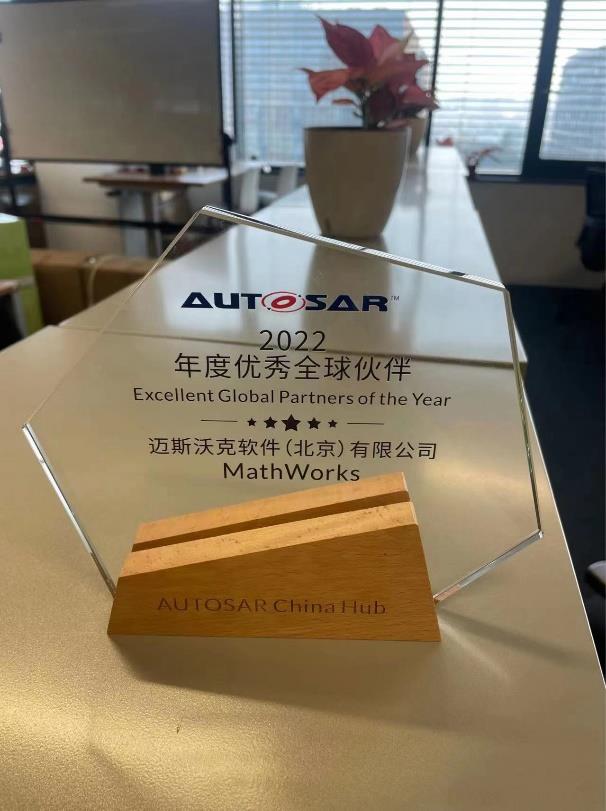 AUTOSAR™
2022
年度优秀全球伙伴
Excellent Global Partners of the Year
迈斯沃克软件(北京)有限公司
MathWorks
AUTOSAR China Hub